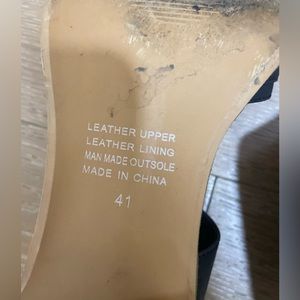 LEATHER UPPER
LEATHER LINING
MAN MADE OUTSOLE
MADE IN CHINA
41